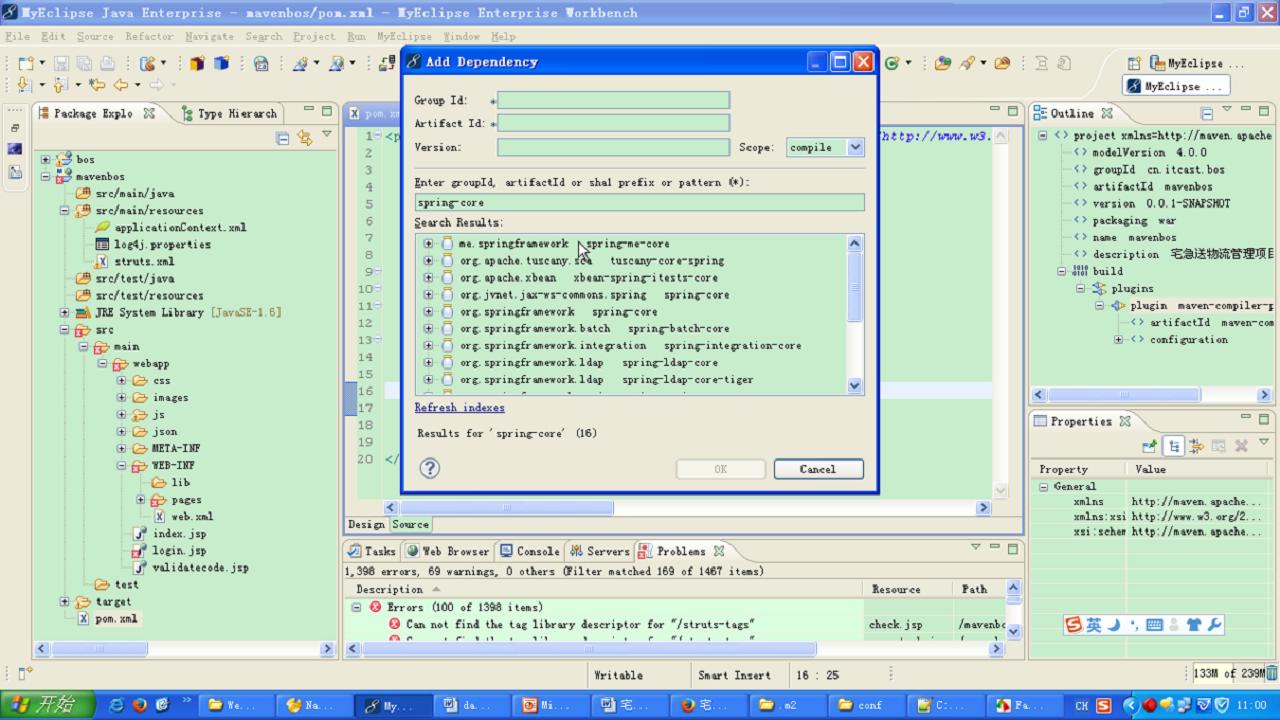 MyEclipse Java Enterprise - mavenbos/pom.xml - MyEclipse Enterprise Workbench
File Edit Source Refactor Navigate Search Project Run MyEclipse Window Help
MyEclipse ...
MyEclipse ...
Package Explo
Type Hierarchy
bos
mavenbos
src/main/java
src/main/resources
applicationContext.xml
log4j.properties
struts.xml
src/test/java
src/test/resources
JRE System Library [JavaSE-1.6]
src
main
webapp
css
images
js
json
META-INF
WEB-INF
lib
pages
web.xml
index.jsp
login.jsp
validatecode.jsp
test
target
pom.xml
1
2
3
4
5
6
7
8
9
10
11
12
13
14
15
16
17
18
19
20 </
http://www.w3.
Design Source
Add Dependency
Group Id: *
Artifact Id: *
Version:
Scope: compile
Enter groupId, artifactId or sha1 prefix or pattern (*):
spring-core
Search Results:
me.springframework spring-me-core
org.apache.tuscany.sca tuscany-core-spring
org.apache.xbean xbean-spring-itests-core
org.jvnet.jax-ws-commons.spring spring-core
org.springframework spring-core
org.springframework.batch spring-batch-core
org.springframework.integration spring-integration-core
org.springframework.ldap spring-ldap-core
org.springframework.ldap spring-ldap-core-tiger
Refresh indexes
Results for 'spring-core' (16)
? OK Cancel
Outline
project xmlns=http://maven.apache
modelVersion 4.0.0
groupId cn.itcast.bos
artifactId mavenbos
version 0.0.1-SNAPSHOT
packaging war
name mavenbos
description 宅急送物流管理项目
build
plugins
plugin maven-compiler-p
artifactId maven-com
configuration
Properties
Property Value
General
xmlns http://maven.apache...
xmlns:xsi http://www.w3.org/2...
xsi:schem http://maven.apache...
Tasks Web Browser Console Servers Problems
1,398 errors, 69 warnings, 0 others (Filter matched 169 of 1467 items)
Description Resource Path
Errors (100 of 1398 items)
Can not find the tag library descriptor for "/struts-tags" check.jsp /mavenbo
英
Writable Smart Insert 16 : 25 133M of 239M
开始 We... Na... My... da... Mi... 宅... 宅... .m2 conf C:... Fa... CH 11:00